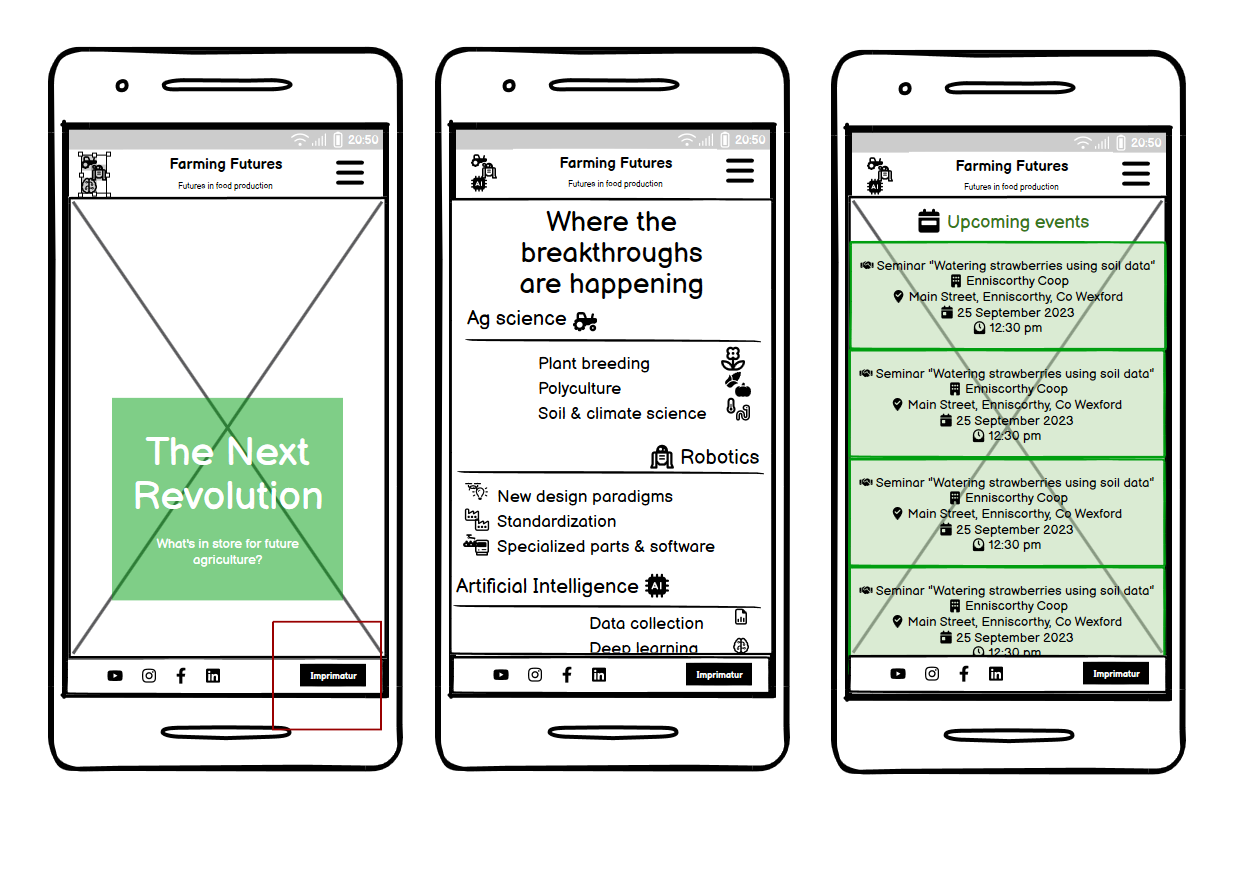 20:50
Farming Futures
Futures in food production
The Next
Revolution
What's in store for future
agriculture?
Imprimatur
20:50
Farming Futures
Futures in food production
AI
Where the
breakthroughs
are happening
Ag science
Plant breeding
Polyculture
Soil & climate science
Robotics
New design paradigms
Standardization
Specialized parts & software
Artificial Intelligence AI
Data collection
Deep learning
Imprimatur
20:50
Farming Futures
Futures in food production
AI
Upcoming events
Seminar "Watering strawberries using soil data"
Enniscorthy Coop
Main Street, Enniscorthy, Co Wexford
25 September 2023
12:30 pm
Seminar "Watering strawberries using soil data"
Enniscorthy Coop
Main Street, Enniscorthy, Co Wexford
25 September 2023
12:30 pm
Seminar "Watering strawberries using soil data"
Enniscorthy Coop
Main Street, Enniscorthy, Co Wexford
25 September 2023
12:30 pm
Seminar "Watering strawberries using soil data"
Enniscorthy Coop
Main Street, Enniscorthy, Co Wexford
25 September 2023
12:30 pm
Imprimatur